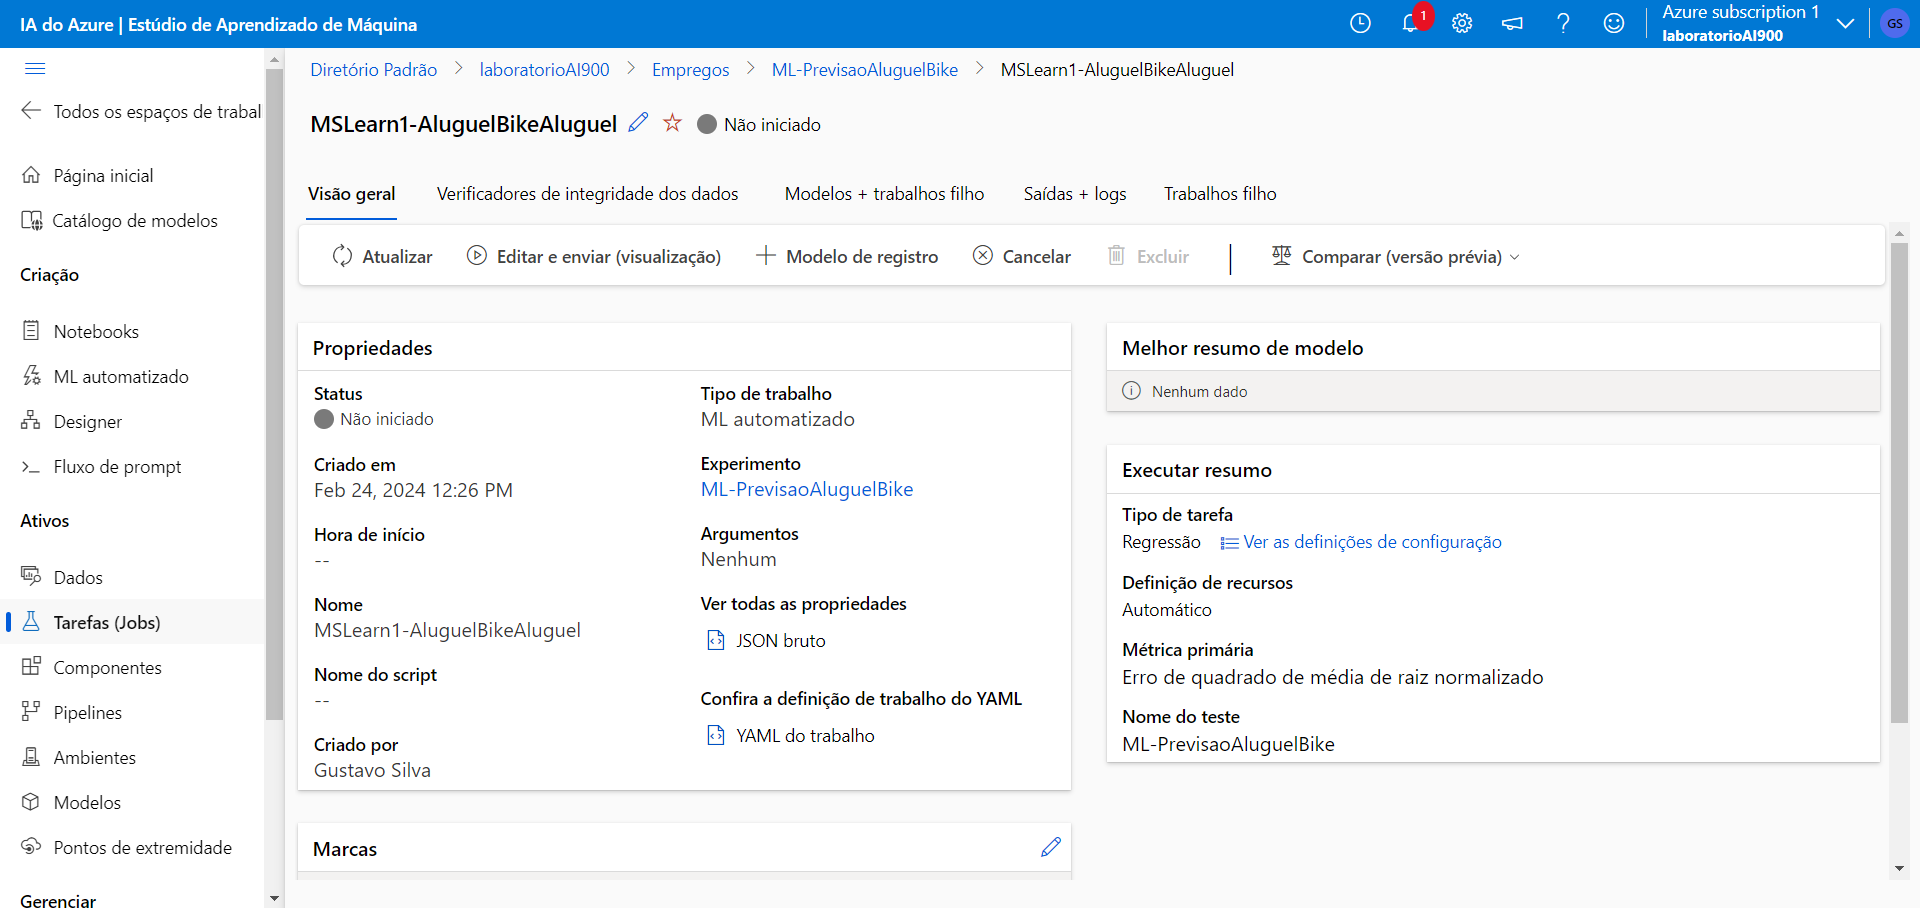 IA do Azure | Estúdio de Aprendizado de Máquina
1
Azure subscription 1
laboratorioAI900
GS
Todos os espaços de trabal
Página inicial
Catálogo de modelos
Criação
Notebooks
ML automatizado
Designer
Fluxo de prompt
Ativos
Dados
Tarefas (Jobs)
Componentes
Pipelines
Ambientes
Modelos
Pontos de extremidade
Gerenciar
Diretório Padrão > laboratorioAI900 > Empregos > ML-PrevisaoAluguelBike > MSLearn1-AluguelBikeAluguel
MSLearn1-AluguelBikeAluguel Não iniciado
Visão geral Verificadores de integridade dos dados Modelos + trabalhos filho Saídas + logs Trabalhos filho
Atualizar Editar e enviar (visualização) Modelo de registro Cancelar Excluir Comparar (versão prévia)
Propriedades
Status
Não iniciado
Criado em
Feb 24, 2024 12:26 PM
Hora de início
--
Nome
MSLearn1-AluguelBikeAluguel
Nome do script
--
Criado por
Gustavo Silva
Tipo de trabalho
ML automatizado
Experimento
ML-PrevisaoAluguelBike
Argumentos
Nenhum
Ver todas as propriedades
JSON bruto
Confira a definição de trabalho do YAML
YAML do trabalho
Marcas
Melhor resumo de modelo
Nenhum dado
Executar resumo
Tipo de tarefa
Regressão Ver as definições de configuração
Definição de recursos
Automático
Métrica primária
Erro de quadrado de média de raiz normalizado
Nome do teste
ML-PrevisaoAluguelBike